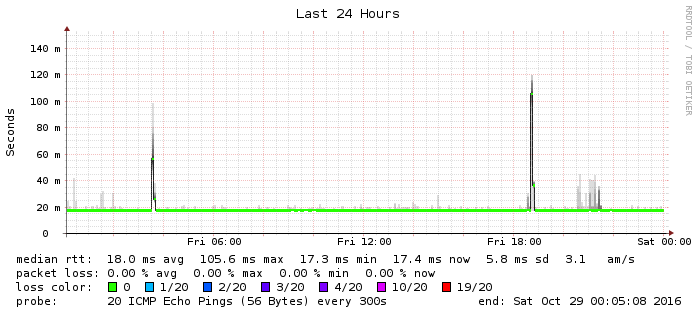 Last 24 Hours
RRDTOOL / TOBI OETIKER
Seconds
140 m
120 m
100 m
80 m
60 m
40 m
20 m
0
Fri 06:00 Fri 12:00 Fri 18:00 Sat 00:00
median rtt: 18.0 ms avg 105.6 ms max 17.3 ms min 17.4 ms now 5.8 ms sd 3.1 am/s
packet loss: 0.00 % avg 0.00 % max 0.00 % min 0.00 % now
loss color: 0 1/20 2/20 3/20 4/20 10/20 19/20
probe: 20 ICMP Echo Pings (56 Bytes) every 300s end: Sat Oct 29 00:05:08 2016